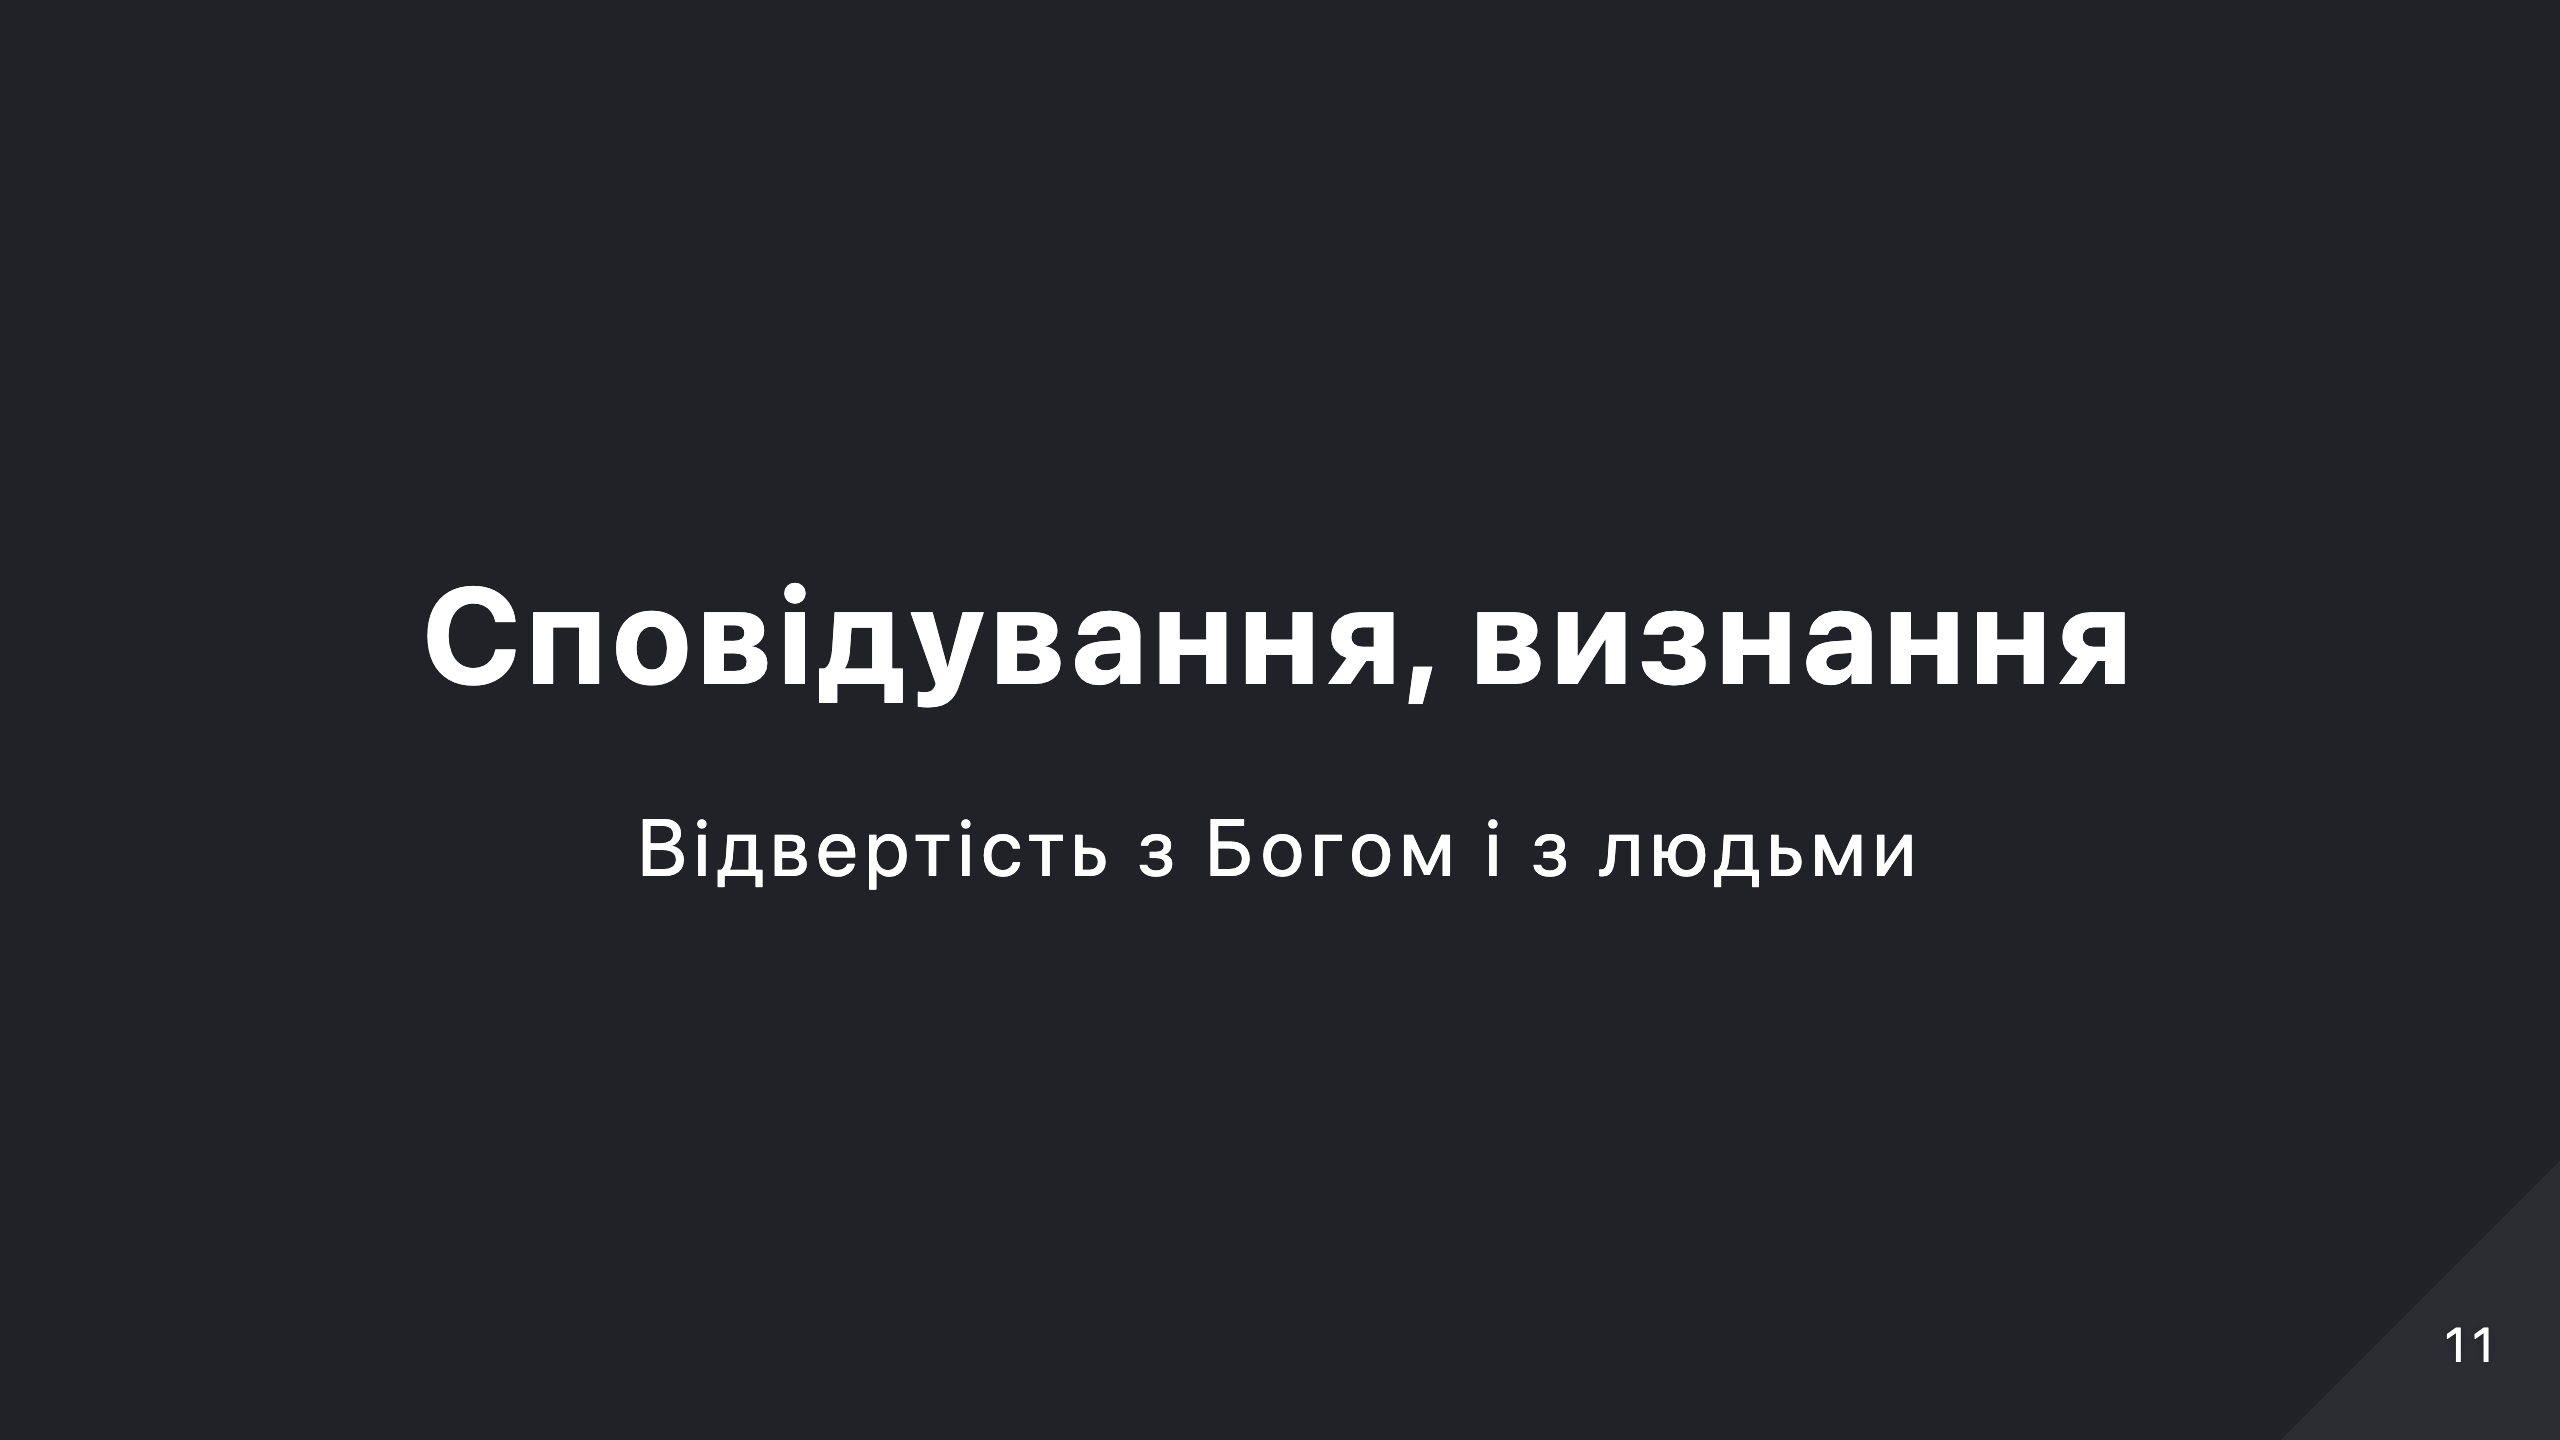 Сповідування, визнання
Відвертість з Богом і з людьми
11